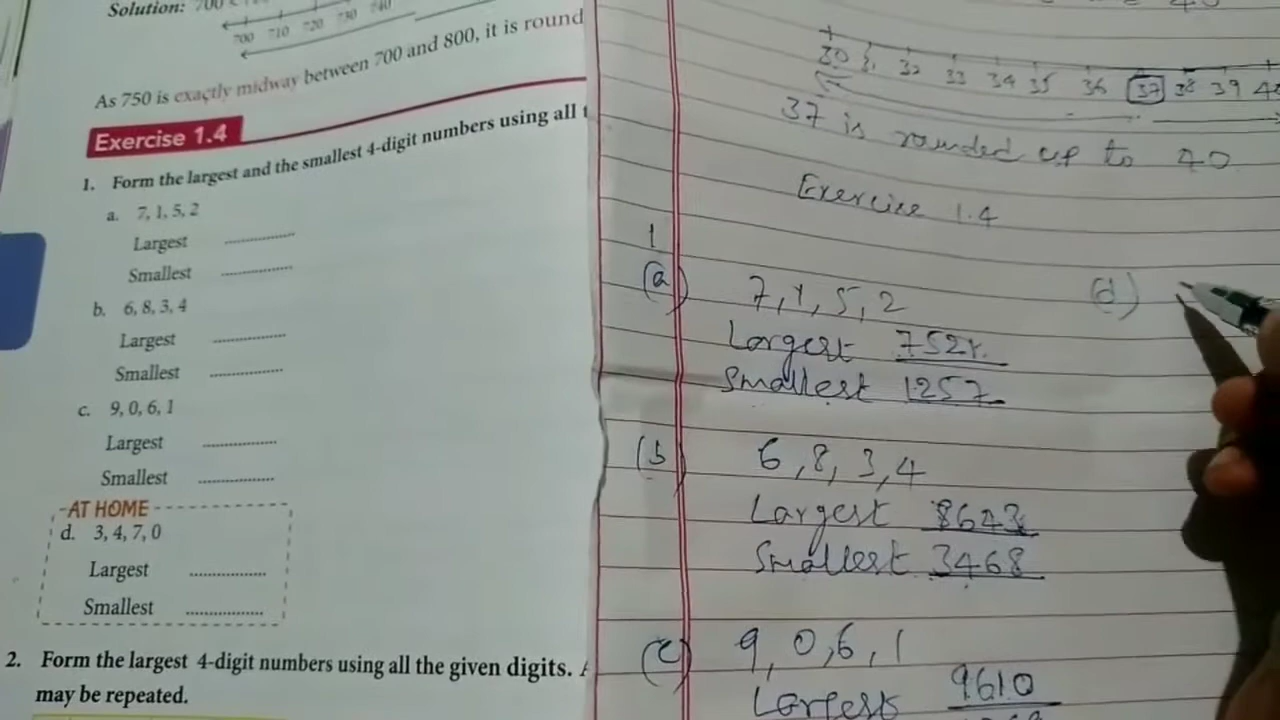 Solution: 700
700 710 720 730 740
As 750 is exactly midway between 700 and 800, it is round
Exercise 1.4
1. Form the largest and the smallest 4-digit numbers using all
a. 7, 1, 5, 2
Largest ..............
Smallest ..............
b. 6, 8, 3, 4
Largest ..............
Smallest ..............
c. 9, 0, 6, 1
Largest ..............
Smallest ..............
AT HOME
d. 3, 4, 7, 0
Largest ..............
Smallest ..............
2. Form the largest 4-digit numbers using all the given digits.
may be repeated.
30 31 32 33 34 35 36 37 38 39 40
37 is rounded up to 40
Exercise 1.4
1
(a) 7, 1, 5, 2
Largest 7521
Smallest 1257
(b 6, 8, 3, 4
Largest 8643
Smallest 3468
(c) 9, 0, 6, 1
Largest 9610
(d)